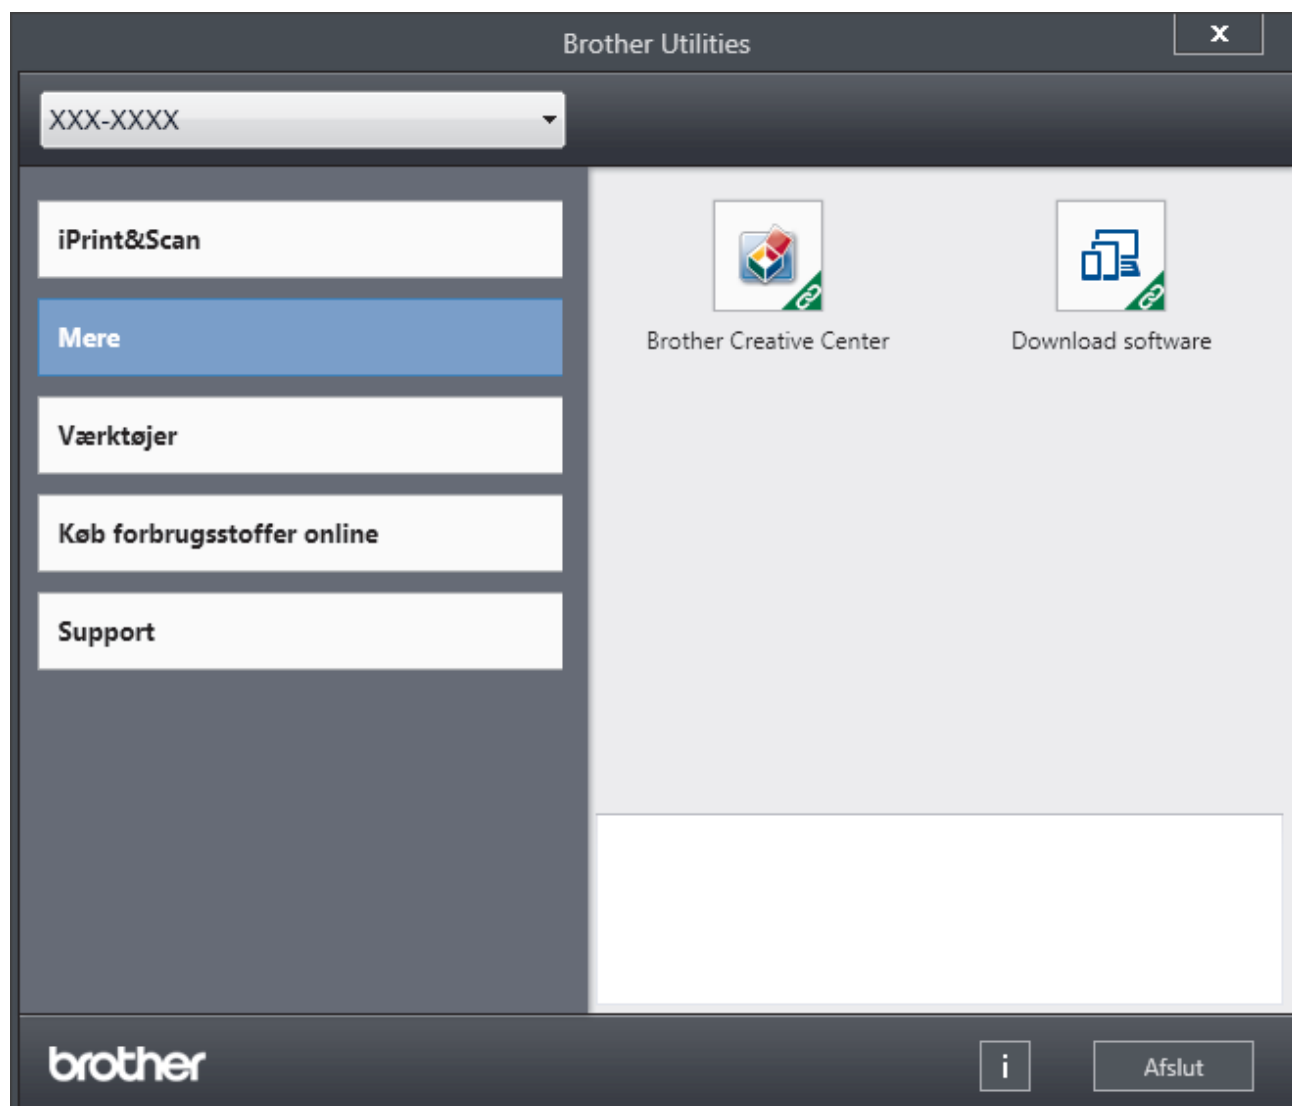 Brother Utilities
x
XXX-XXXX
iPrint&Scan
Mere
Værktøjer
Køb forbrugsstoffer online
Support
Brother Creative Center
Download software
brother
i
Afslut